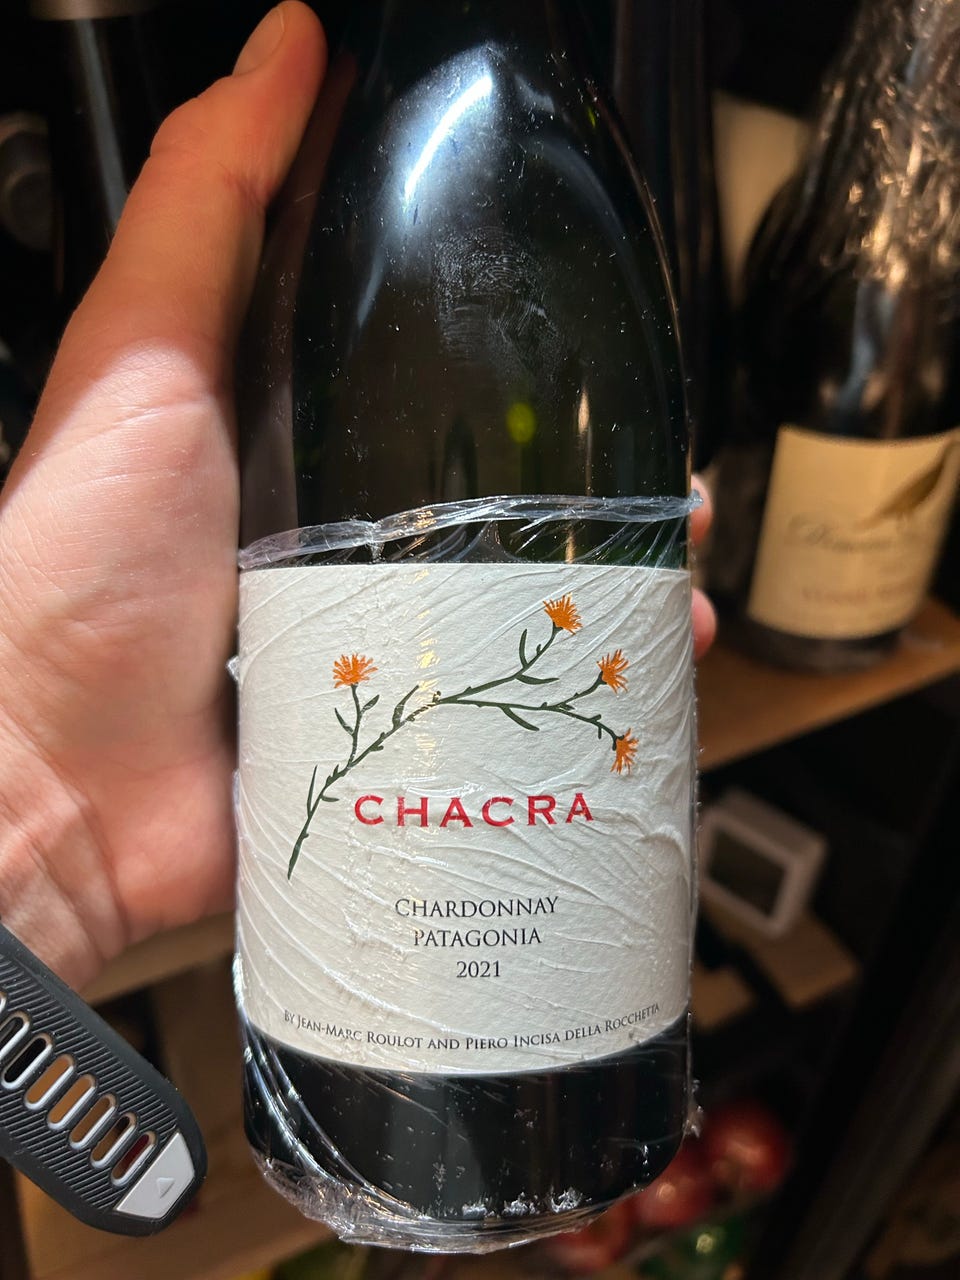 CHACRA
CHARDONNAY
PATAGONIA
2021
BY JEAN-MARC ROULOT AND PIERO INCISA DELLA ROCCHETTA